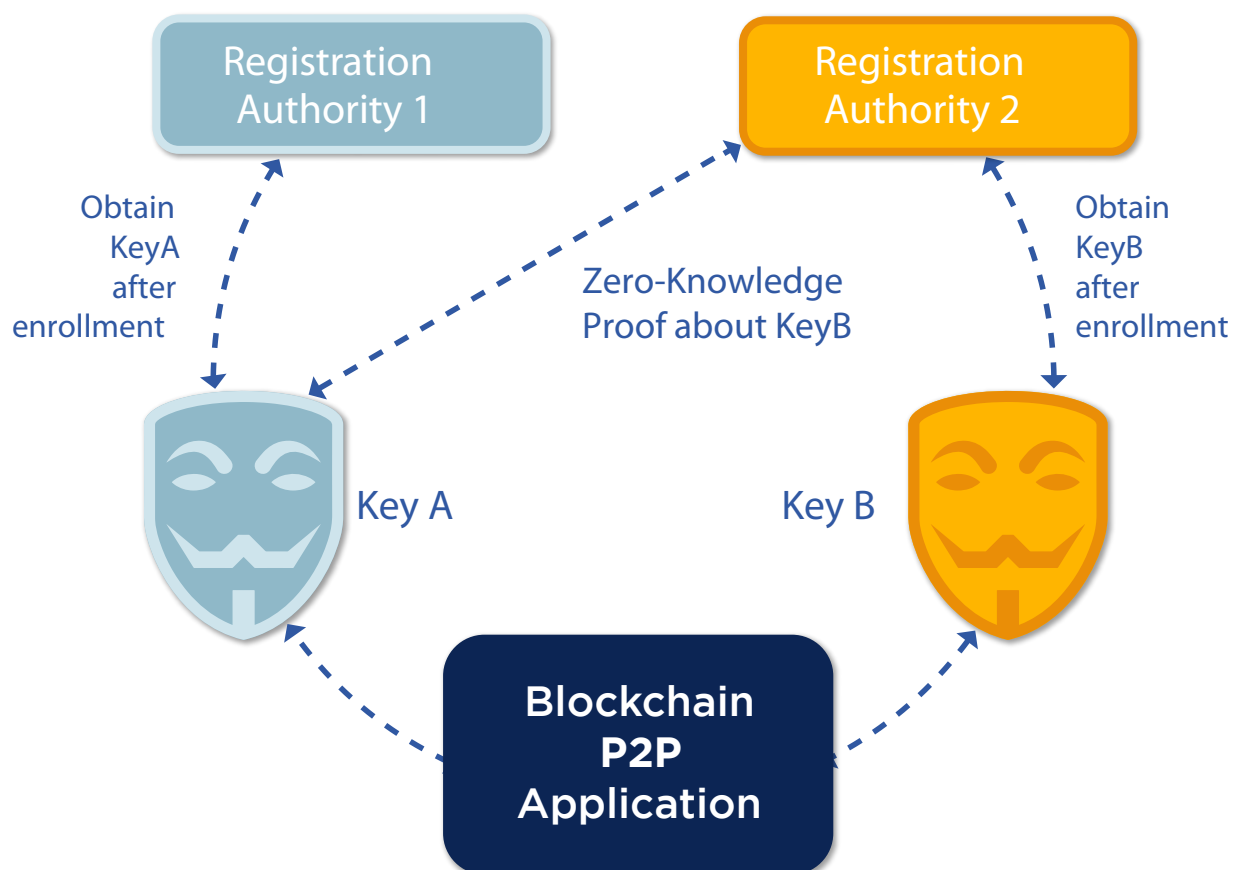 Registration
Authority 1
Registration
Authority 2
Obtain
KeyA
after
enrollment
Zero-Knowledge
Proof about KeyB
Obtain
KeyB
after
enrollment
Key A
Key B
Blockchain
P2P
Application